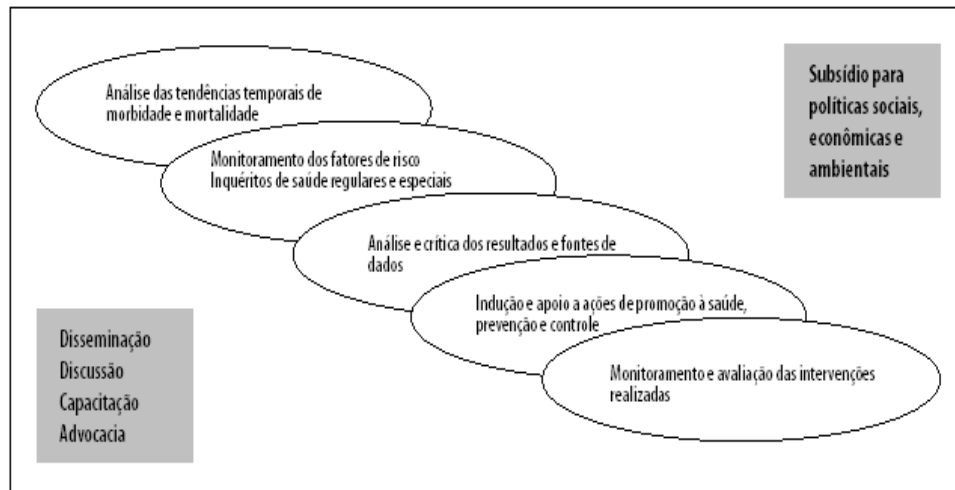 Análise das tendências temporais de
morbidade e mortalidade
Subsídio para
políticas sociais,
econômicas e
ambientais
Monitoramento dos fatores de risco
Inquéritos de saúde regulares e especiais
Análise e crítica dos resultados e fontes de
dados
Indução e apoio a ações de promoção à saúde,
prevenção e controle
Disseminação
Discussão
Capacitação
Advocacia
Monitoramento e avaliação das intervenções
realizadas